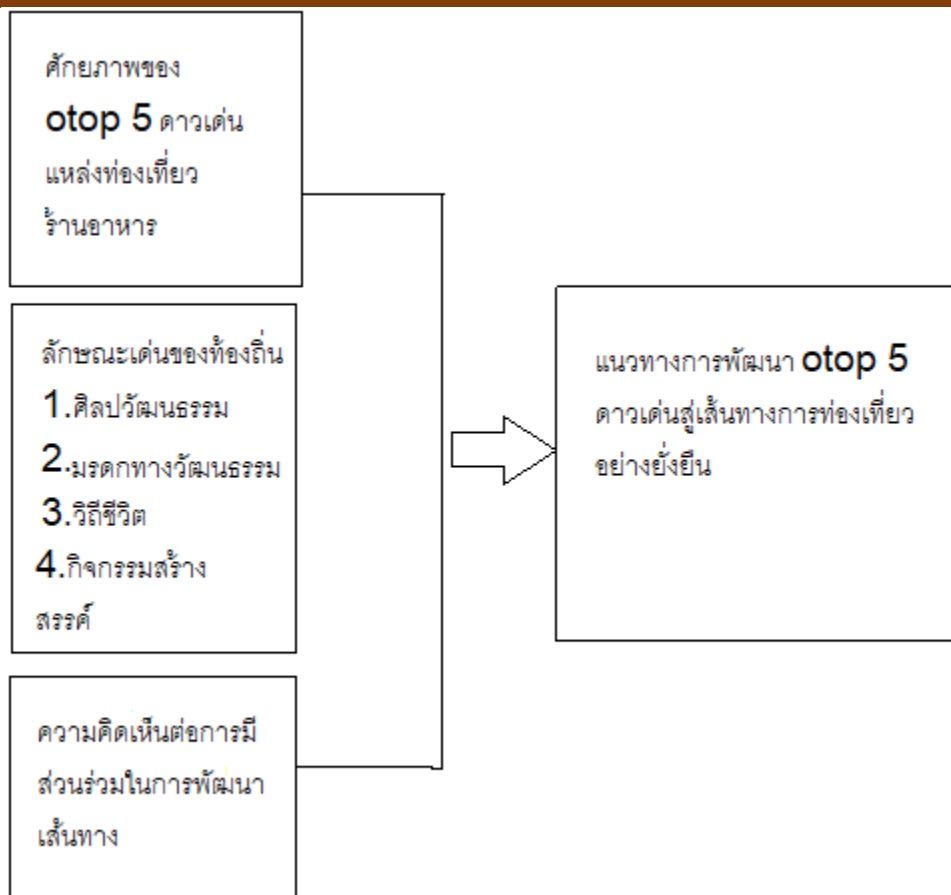 ศักยภาพของ
otop 5 ดาวเด่น
แหล่งท่องเที่ยว
ร้านอาหาร
ลักษณะเด่นของท้องถิ่น
1.ศิลปวัฒนธรรม
2.มรดกทางวัฒนธรรม
3.วิถีชีวิต
4.กิจกรรมสร้าง
สรรค์
ความคิดเห็นต่อการมี
ส่วนร่วมในการพัฒนา
เส้นทาง
แนวทางการพัฒนา otop 5
ดาวเด่นสู่เส้นทางการท่องเที่ยว
อย่างยั่งยืน